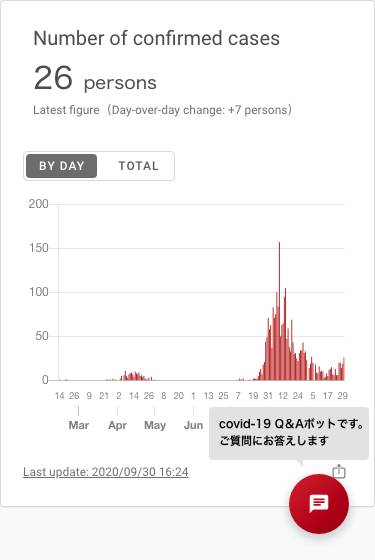 Number of confirmed cases
26 persons
Latest figure（Day-over-day change: +7 persons）
BY DAY TOTAL
200
150
100
50
0
14 26 9 21 2 14 26 8 20 1 13 25 7 19 31 12 24 5 17 29
Mar Apr May Jun
covid-19 Q&Aボットです。
ご質問にお答えします
Last update: 2020/09/30 16:24